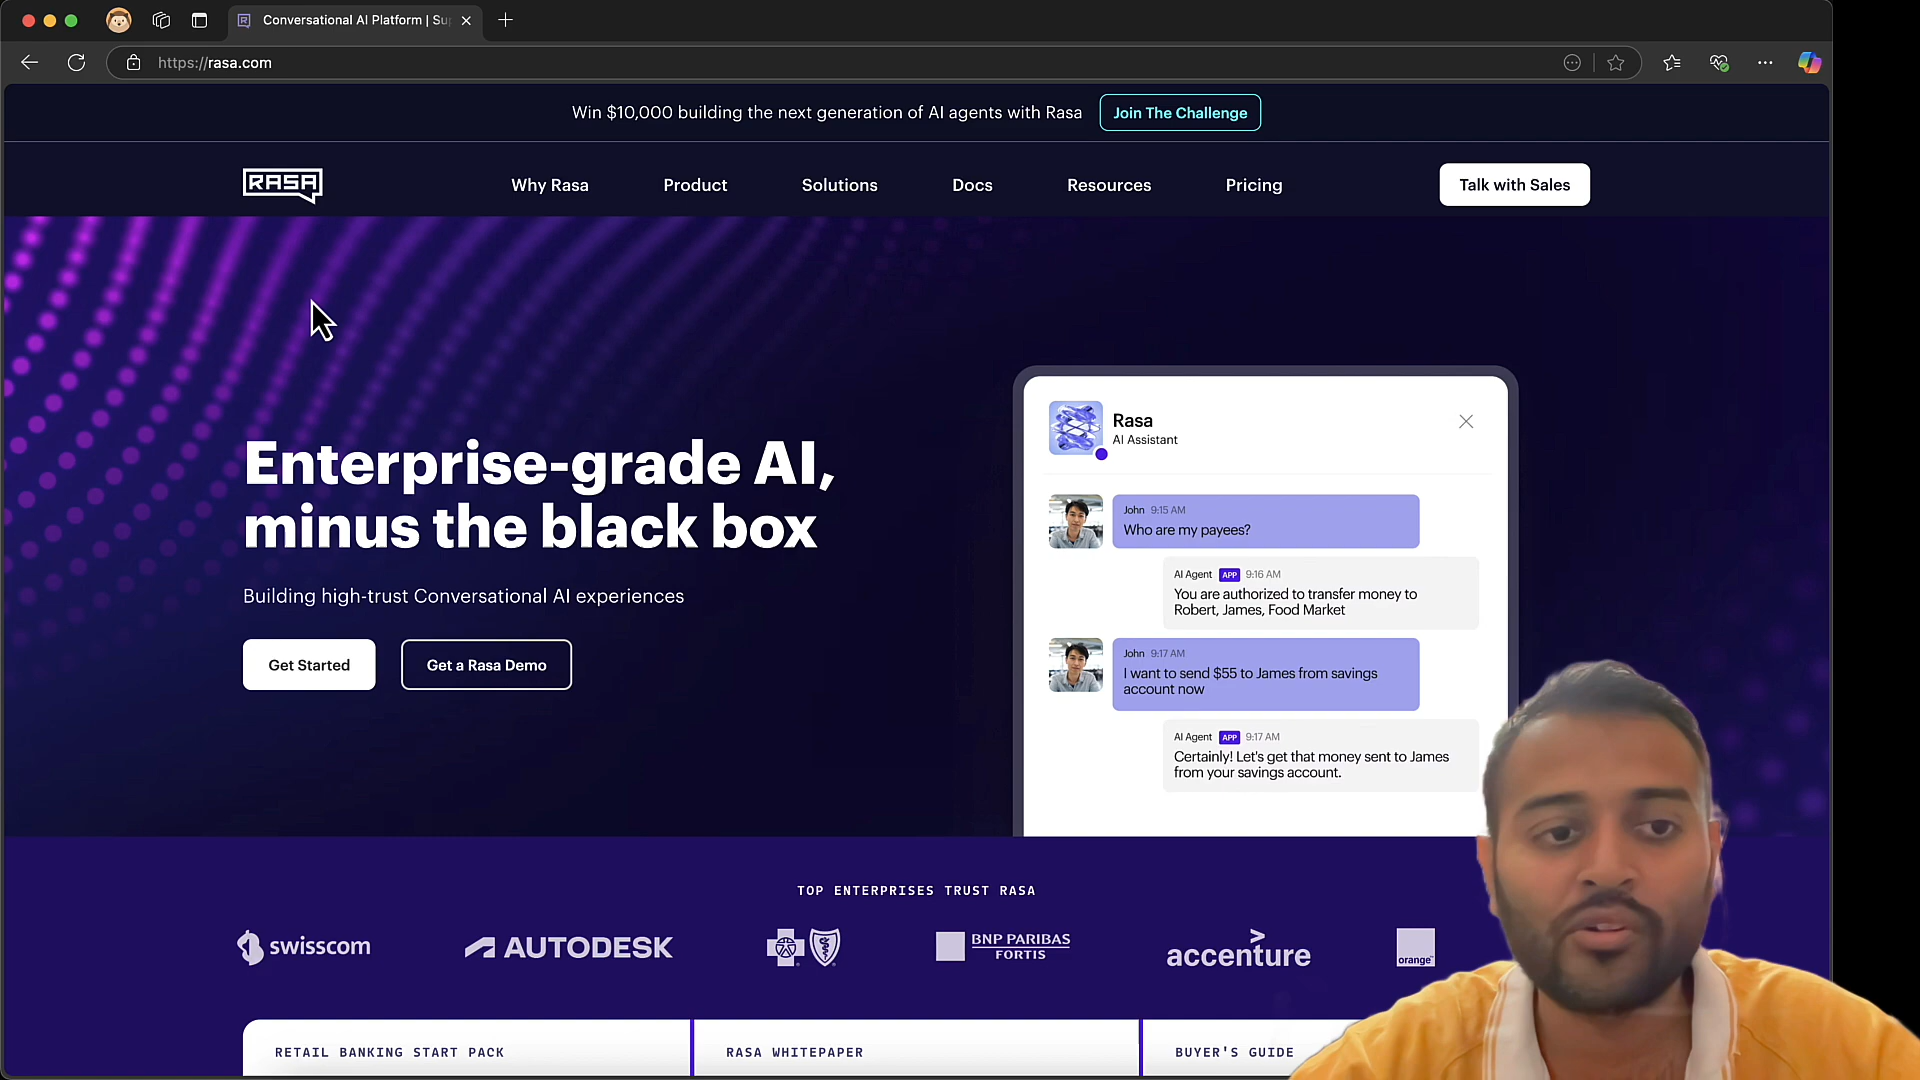 Conversational AI Platform | Su
https://rasa.com
Win $10,000 building the next generation of AI agents with Rasa
Join The Challenge
RASA
Why Rasa
Product
Solutions
Docs
Resources
Pricing
Talk with Sales
Enterprise-grade AI,
minus the black box
Building high-trust Conversational AI experiences
Get Started
Get a Rasa Demo
Rasa
AI Assistant
John 9:15 AM
Who are my payees?
AI Agent APP 9:16 AM
You are authorized to transfer money to
Robert, James, Food Market
John 9:17 AM
I want to send $55 to James from savings
account now
AI Agent APP 9:17 AM
Certainly! Let's get that money sent to James
from your savings account.
TOP ENTERPRISES TRUST RASA
swisscom
AUTODESK
BNP PARIBAS
FORTIS
accenture
orange
RETAIL BANKING START PACK
RASA WHITEPAPER
BUYER'S GUIDE